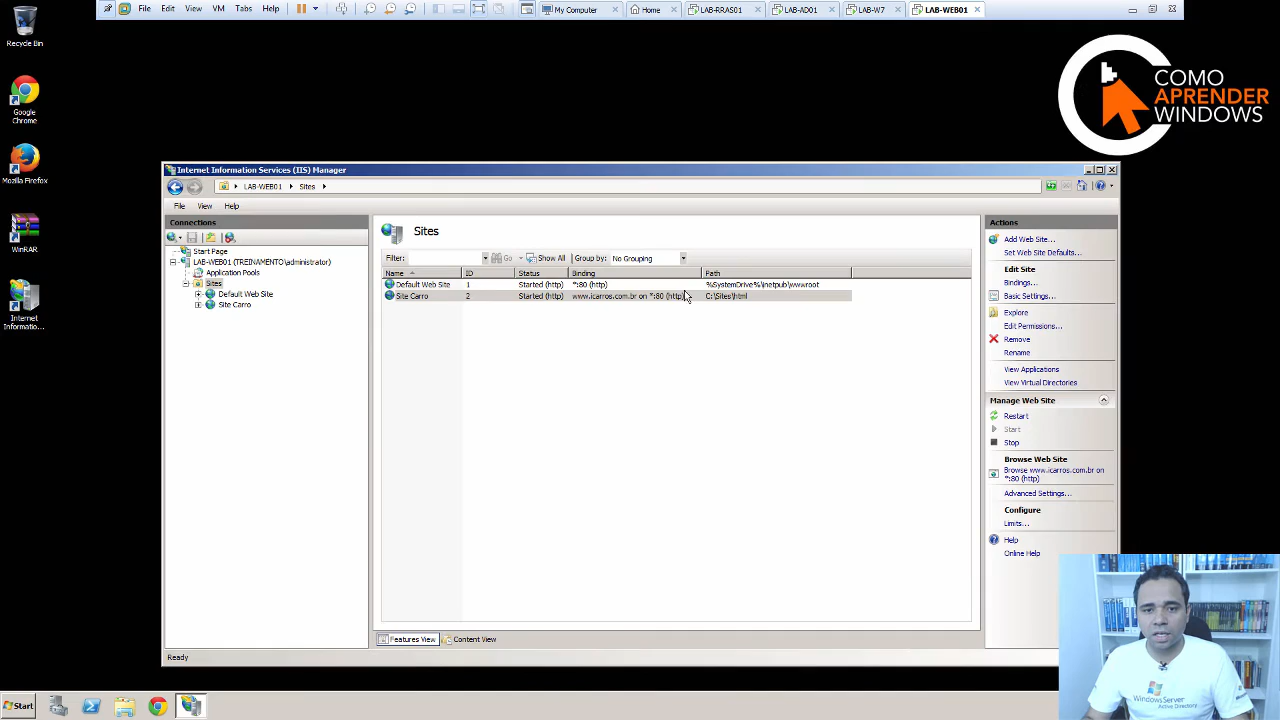 File Edit View VM Tabs Help
My Computer Home LAB-RRAS01 LAB-AD01 LAB-W7 LAB-WEB01
Recycle Bin
Google Chrome
Mozilla Firefox
WinRAR
Internet Informatio...
COMO
APRENDER
WINDOWS
Internet Information Services (IIS) Manager
LAB-WEB01 Sites
File View Help
Connections
Start Page
LAB-WEB01 (TREINAMENTO\administrator)
Application Pools
Sites
Default Web Site
Site Carro
Sites
Filter: Go Show All Group by: No Grouping
Name ID Status Binding Path
Default Web Site 1 Started (http) *:80 (http) %SystemDrive%\inetpub\wwwroot
Site Carro 2 Started (http) www.icarros.com.br on *:80 (http) C:\Sites\html
Features View Content View
Ready
Actions
Add Web Site...
Set Web Site Defaults...
Edit Site
Bindings...
Basic Settings...
Explore
Edit Permissions...
Remove
Rename
View Applications
View Virtual Directories
Manage Web Site
Restart
Start
Stop
Browse Web Site
Browse www.icarros.com.br on
*:80 (http)
Advanced Settings...
Configure
Limits...
Help
Online Help
Windows Server
Active Directory
Start